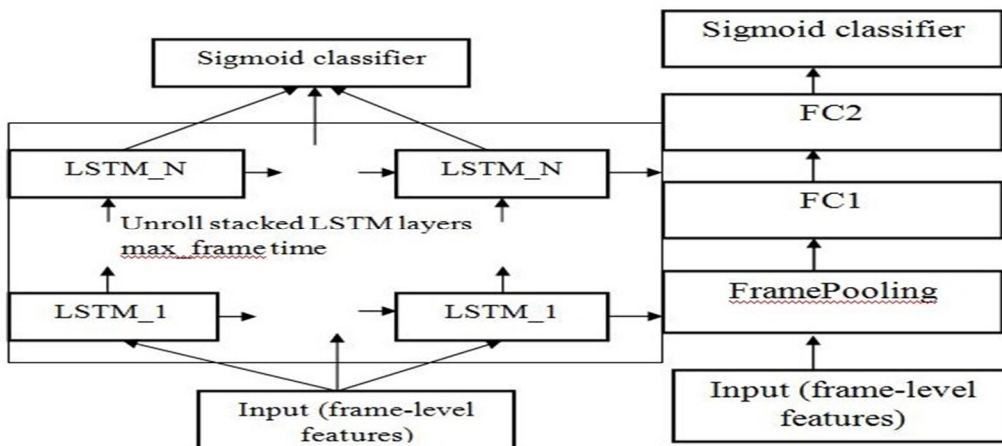 Sigmoid classifier
LSTM_N
LSTM_N
Unroll stacked LSTM layers
max_frame time
LSTM_1
LSTM_1
Input (frame-level
features)
Sigmoid classifier
FC2
FC1
FramePooling
Input (frame-level
features)